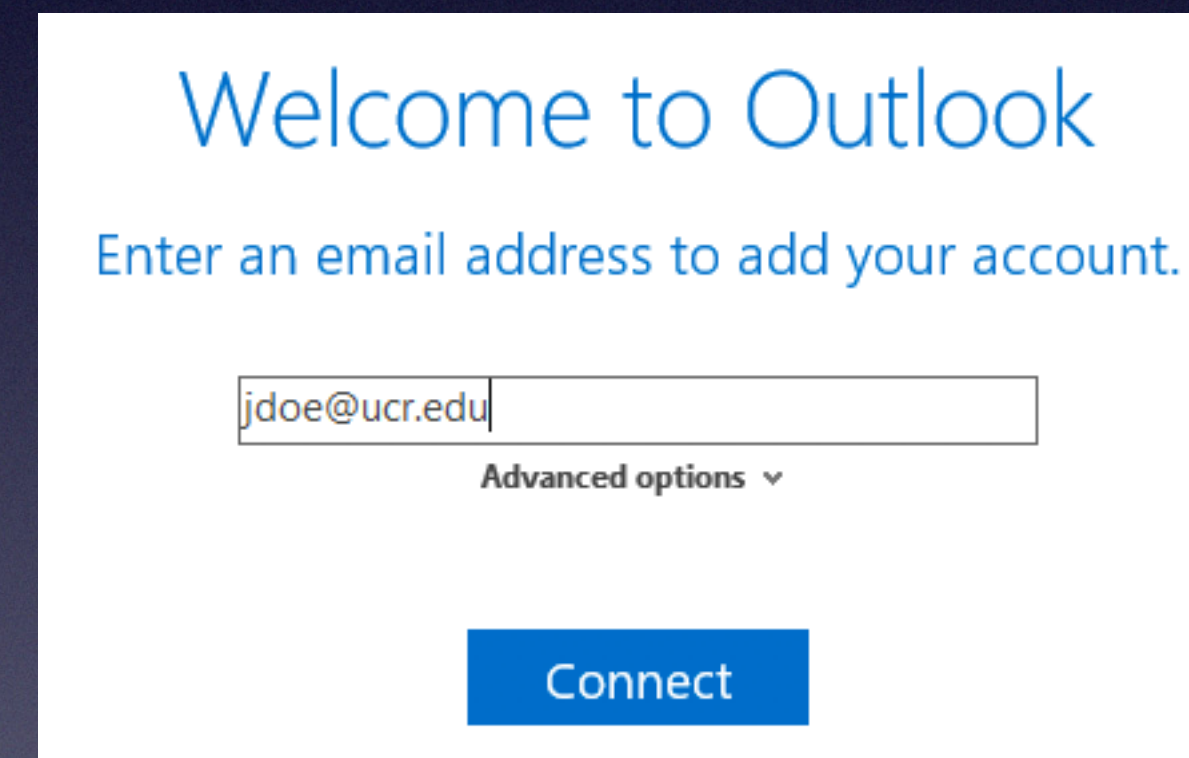 Welcome to Outlook
Enter an email address to add your account.
jdoe@ucr.edu
Advanced options
Connect